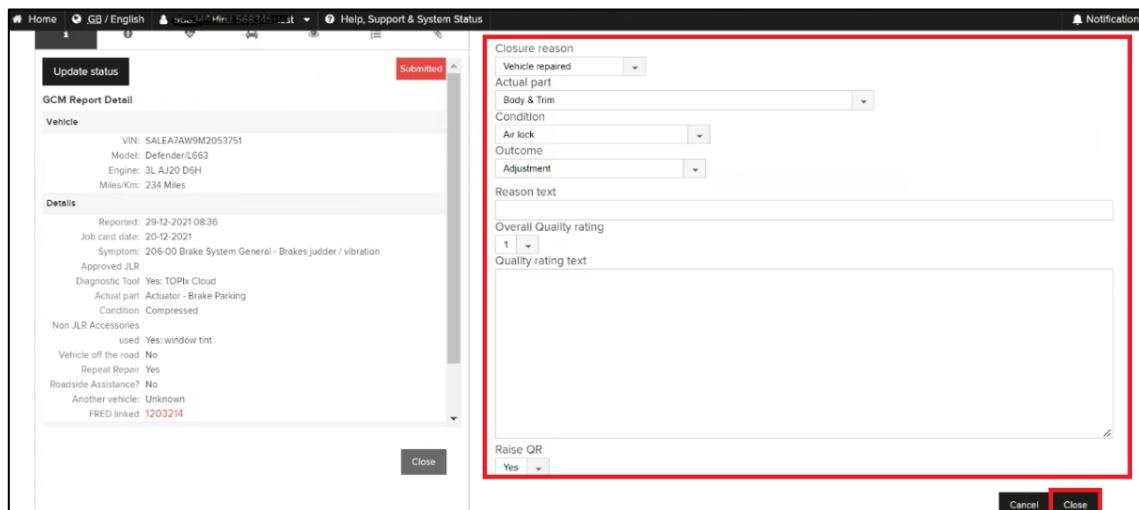 Home GB / English Help, Support & System Status Notification
Update status
Submitted
GCM Report Detail
Vehicle
VIN: SALEA7AW9M2053751
Model: Defender/L663
Engine: 3L AJ20 D6H
Miles/Km: 234 Miles
Details
Reported: 29-12-2021 08:36
Job card date: 20-12-2021
Symptom: 206-00 Brake System General - Brakes judder / vibration
Approved JLR
Diagnostic Tool Yes: TOPIx Cloud
Actual part Actuator - Brake Parking
Condition Compressed
Non JLR Accessories
used Yes: window tint
Vehicle off the road No
Repeat Repair Yes
Roadside Assistance? No
Another vehicle: Unknown
FRED linked 1203214
Close
Closure reason
Vehicle repaired
Actual part
Body & Trim
Condition
Air lock
Outcome
Adjustment
Reason text
Overall Quality rating
1
Quality rating text
Raise QR
Yes
Cancel Close